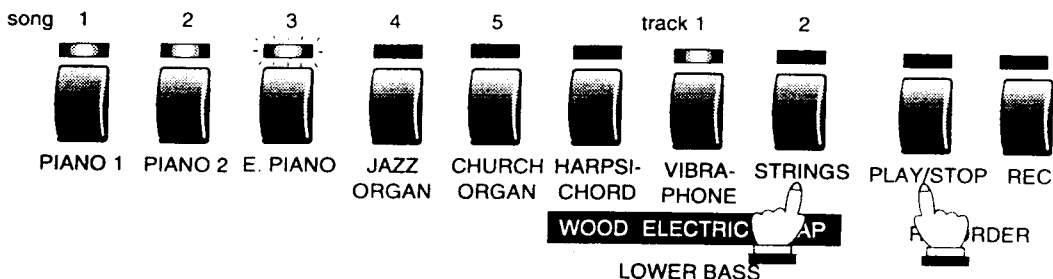 song 1 2 3 4 5 track 1 2
PIANO 1 PIANO 2 E. PIANO JAZZ ORGAN CHURCH ORGAN HARPSI-CHORD VIBRA-PHONE STRINGS PLAY/STOP REC
WOOD ELECTRIC
LOWER BASS